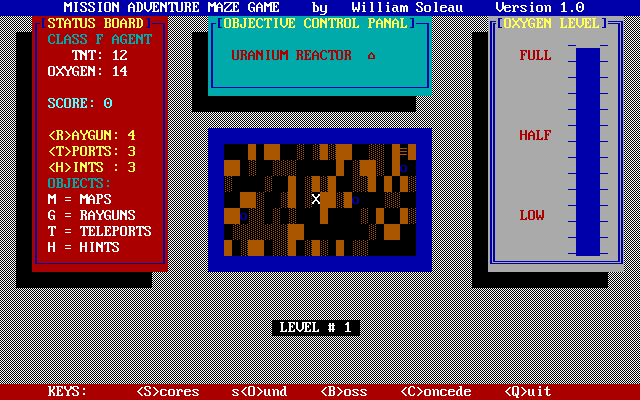 MISSION ADVENTURE MAZE GAME by William Soleau Version 1.0
STATUS BOARD
CLASS F AGENT
TNT: 12
OXYGEN: 14
SCORE: 0
<R>AYGUN: 4
<T>PORTS: 3
<H>INTS : 3
OBJECTS:
M = MAPS
G = RAYGUNS
T = TELEPORTS
H = HINTS
OBJECTIVE CONTROL PANAL
URANIUM REACTOR ⌂
X
OXYGEN LEVEL
FULL
HALF
LOW
LEVEL # 1
KEYS: <S>cores s<O>und <B>oss <C>oncede <Q>uit